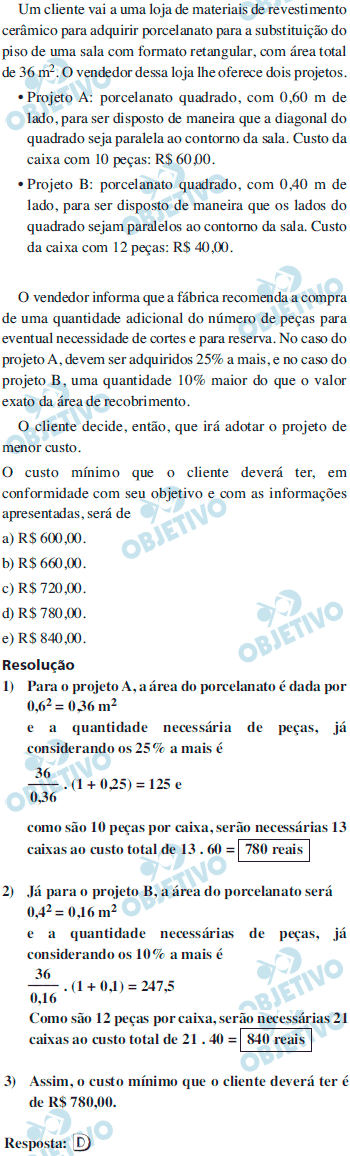 Um cliente vai a uma loja de materiais de revestimento
cerâmico para adquirir porcelanato para a substituição do
piso de uma sala com formato retangular, com área total
de 36 m². O vendedor dessa loja lhe oferece dois projetos.
• Projeto A: porcelanato quadrado, com 0,60 m de
lado, para ser disposto de maneira que a diagonal do
quadrado seja paralela ao contorno da sala. Custo da
caixa com 10 peças: R$ 60,00.
• Projeto B: porcelanato quadrado, com 0,40 m de
lado, para ser disposto de maneira que os lados do
quadrado sejam paralelos ao contorno da sala. Custo
da caixa com 12 peças: R$ 40,00.
O vendedor informa que a fábrica recomenda a compra
de uma quantidade adicional do número de peças para
eventual necessidade de cortes e para reserva. No caso do
projeto A, devem ser adquiridos 25% a mais, e no caso do
projeto B, uma quantidade 10% maior do que o valor
exato da área de recobrimento.
O cliente decide, então, que irá adotar o projeto de
menor custo.
O custo mínimo que o cliente deverá ter, em
conformidade com seu objetivo e com as informações
apresentadas, será de
a) R$ 600,00.
b) R$ 660,00.
c) R$ 720,00.
d) R$ 780,00.
e) R$ 840,00.
Resolução
1) Para o projeto A, a área do porcelanato é dada por
0,6² = 0,36 m²
e a quantidade necessária de peças, já
considerando os 25% a mais é
36/0,36 . (1 + 0,25) = 125 e
como são 10 peças por caixa, serão necessárias 13
caixas ao custo total de 13 . 60 = 780 reais
2) Já para o projeto B, a área do porcelanato será
0,4² = 0,16 m²
e a quantidade necessárias de peças, já
considerando os 10% a mais é
36/0,16 . (1 + 0,1) = 247,5
Como são 12 peças por caixa, serão necessárias 21
caixas ao custo total de 21 . 40 = 840 reais
3) Assim, o custo mínimo que o cliente deverá ter é
de R$ 780,00.
Resposta: D
OBJETIVO
OBJETIVO
OBJETIVO
OBJETIVO
OBJETIVO
OBJETIVO
OBJETIVO
OBJETIVO
OBJETIVO
OBJETIVO